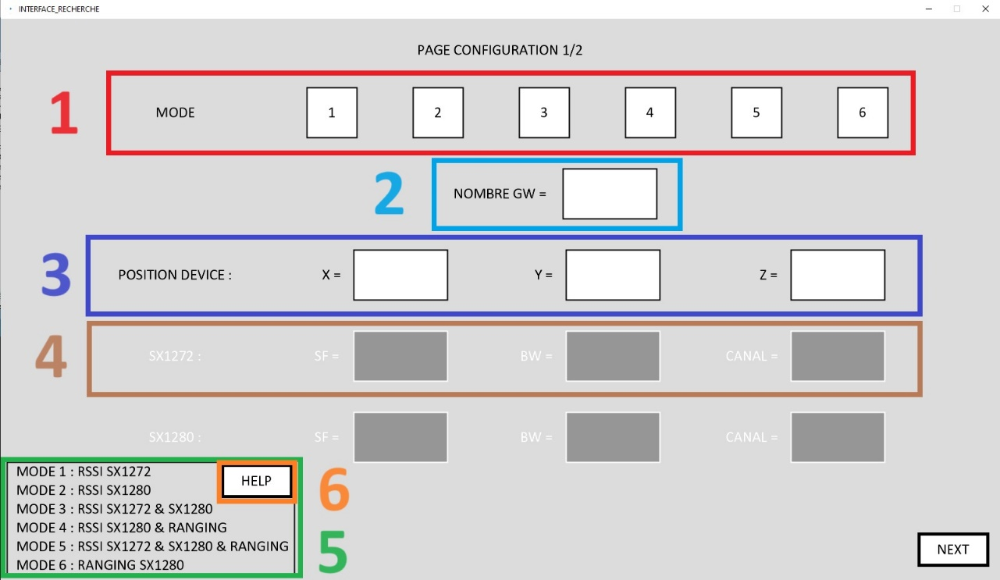 INTERFACE_RECHERCHE
PAGE CONFIGURATION 1/2
1 MODE 1 2 3 4 5 6
2 NOMBRE GW =
3 POSITION DEVICE : X = Y = Z =
4 SX1272 : SF = BW = CANAL =
SX1280 : SF = BW = CANAL =
MODE 1 : RSSI SX1272
HELP 6
MODE 2 : RSSI SX1280
MODE 3 : RSSI SX1272 & SX1280
MODE 4 : RSSI SX1280 & RANGING
MODE 5 : RSSI SX1272 & SX1280 & RANGING
5
MODE 6 : RANGING SX1280
NEXT